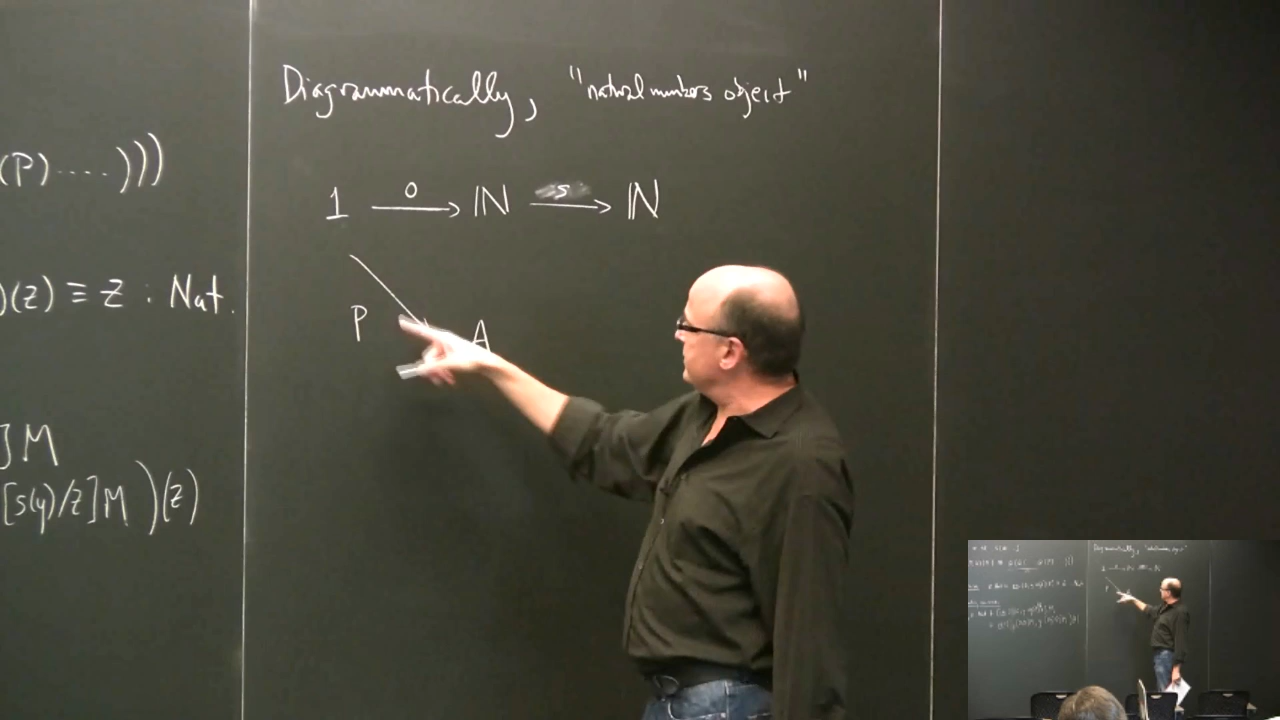 Diagrammatically, "natural numbers object"
(P)....)))
1 0 ℕ s ℕ
)(z) ≡ z : Nat.
P A
]M
[s(y)/z]M )(z)